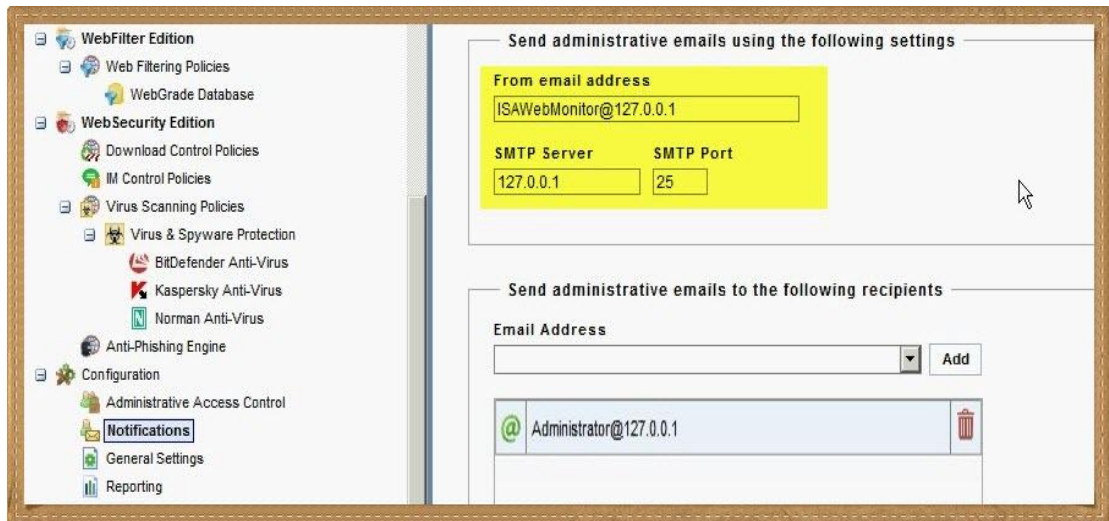 WebFilter Edition
Web Filtering Policies
WebGrade Database
WebSecurity Edition
Download Control Policies
IM Control Policies
Virus Scanning Policies
Virus & Spyware Protection
BitDefender Anti-Virus
Kaspersky Anti-Virus
Norman Anti-Virus
Anti-Phishing Engine
Configuration
Administrative Access Control
Notifications
General Settings
Reporting
Send administrative emails using the following settings
From email address
ISAWebMonitor@127.0.0.1
SMTP Server SMTP Port
127.0.0.1 25
Send administrative emails to the following recipients
Email Address
Add
@ Administrator@127.0.0.1